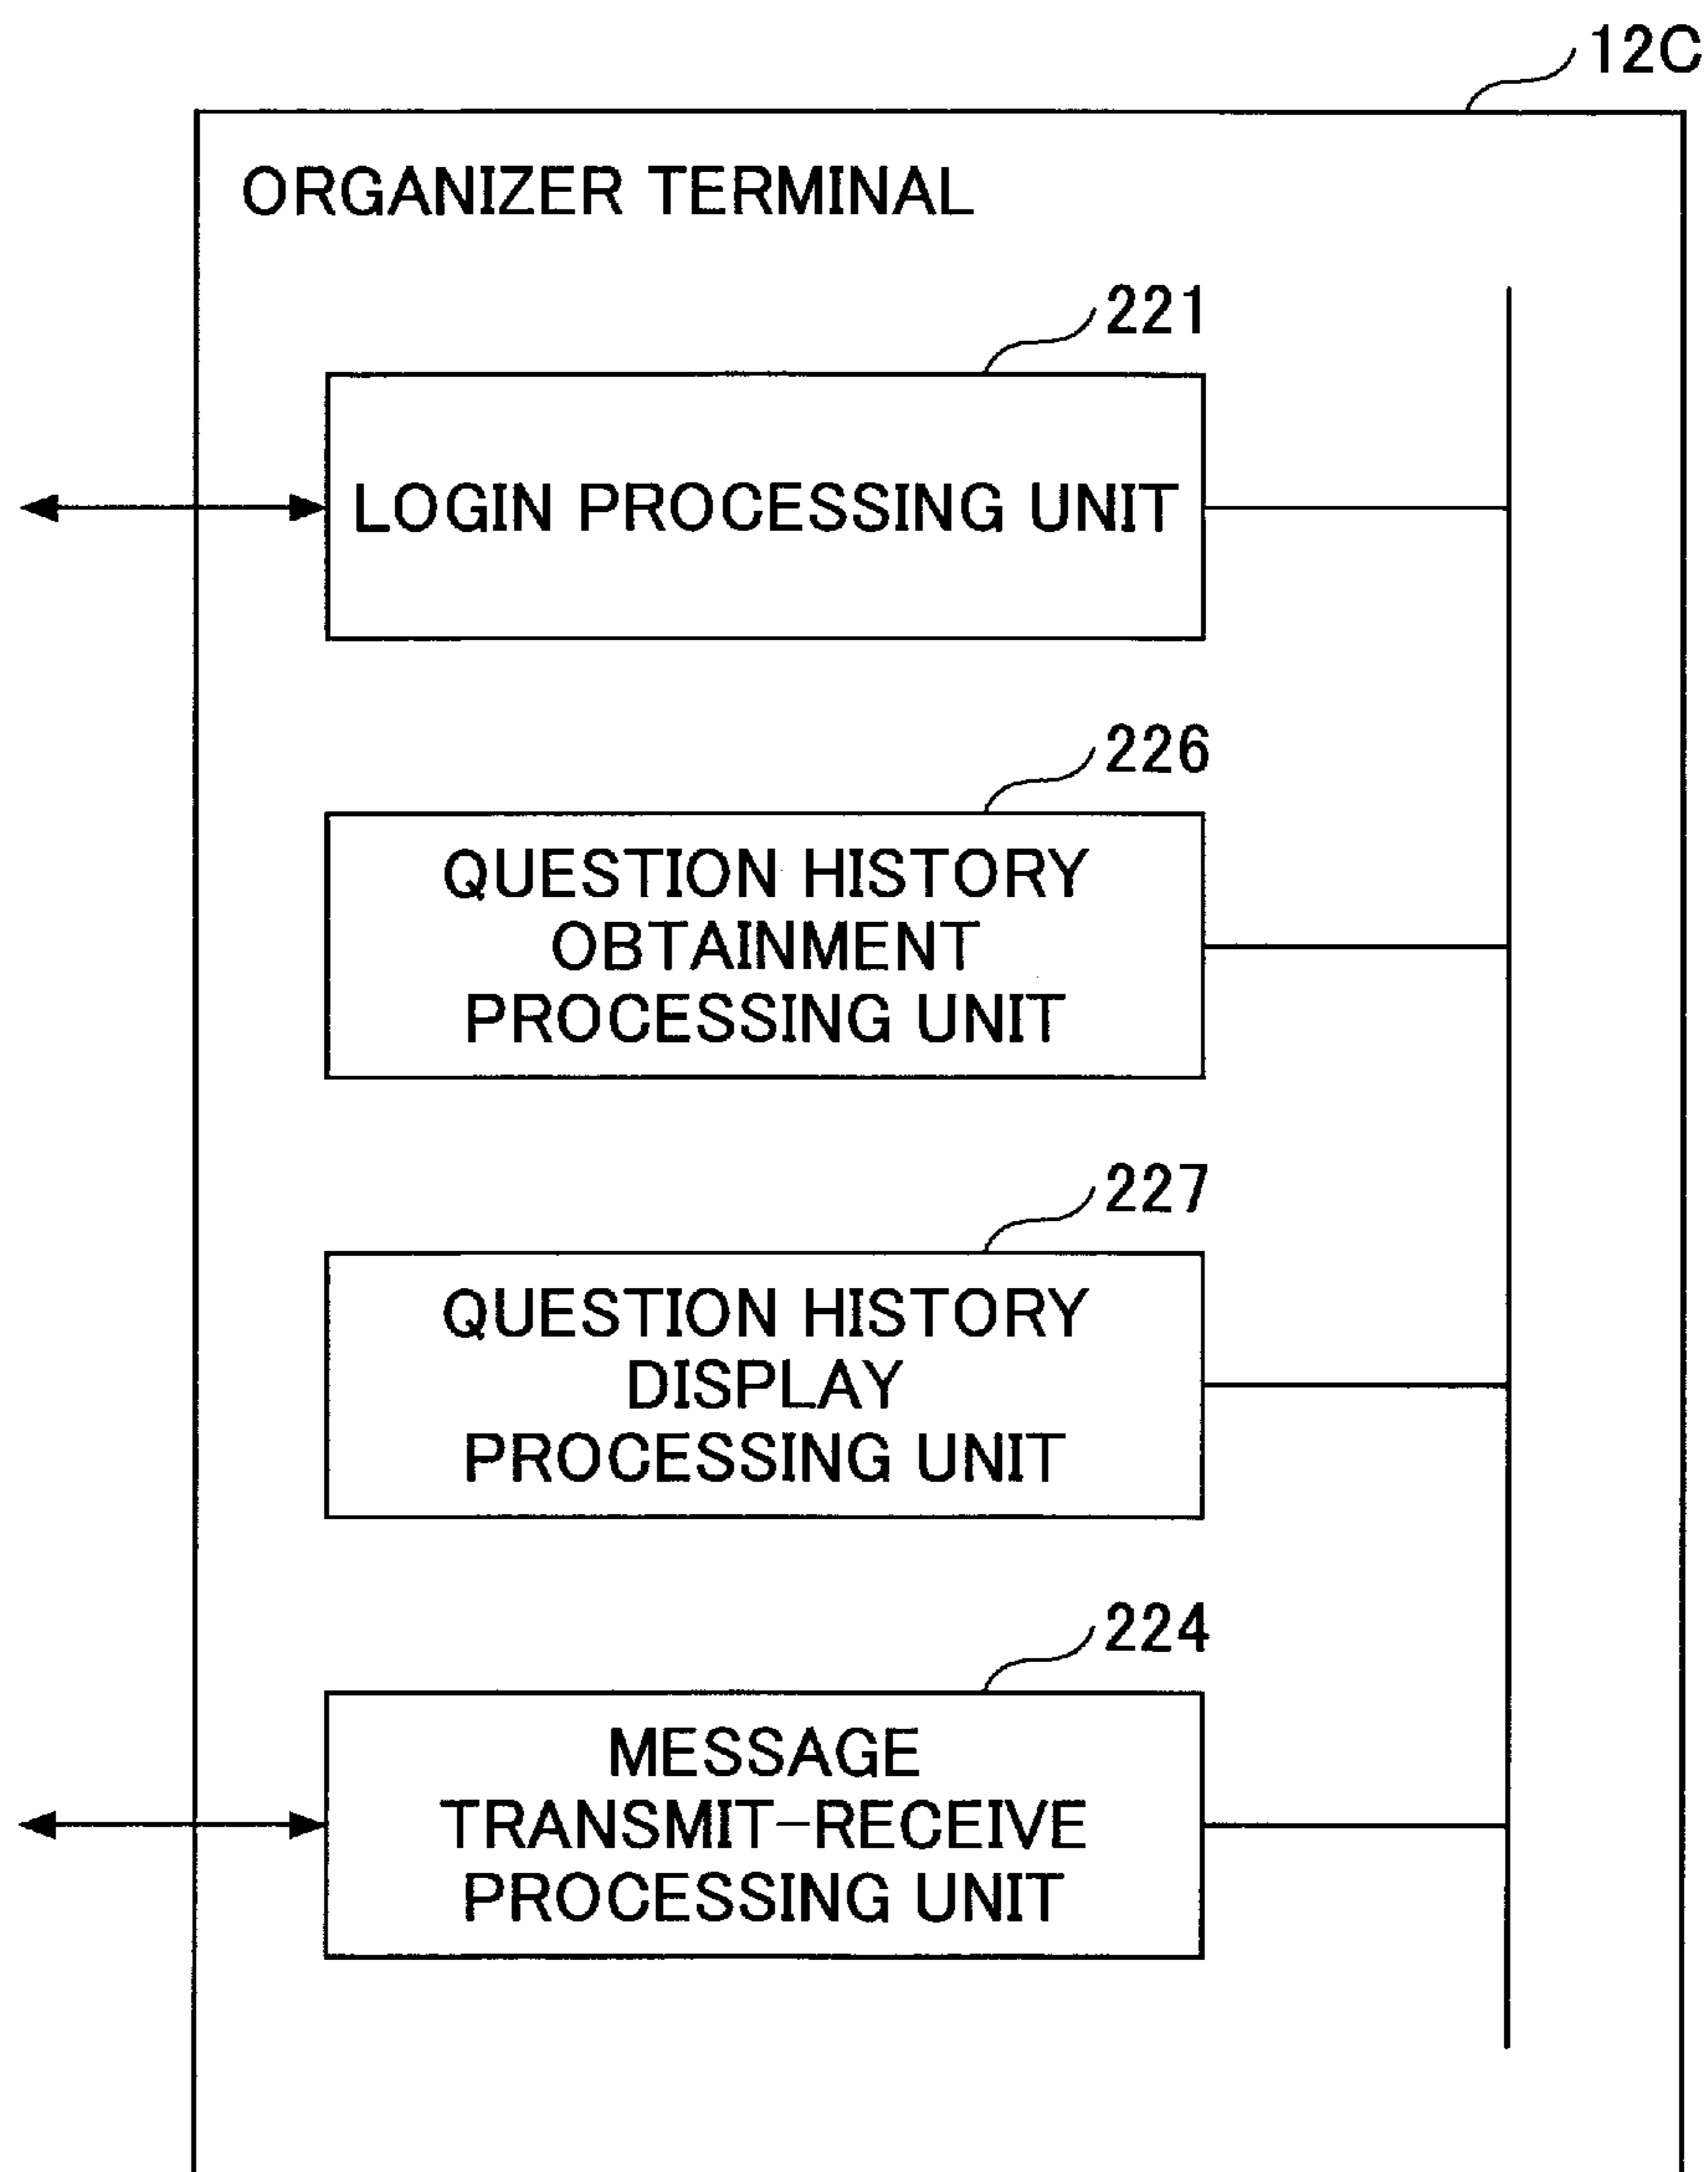 12C
ORGANIZER TERMINAL
221
LOGIN PROCESSING UNIT
226
QUESTION HISTORY
OBTAINMENT
PROCESSING UNIT
227
QUESTION HISTORY
DISPLAY
PROCESSING UNIT
224
MESSAGE
TRANSMIT-RECEIVE
PROCESSING UNIT